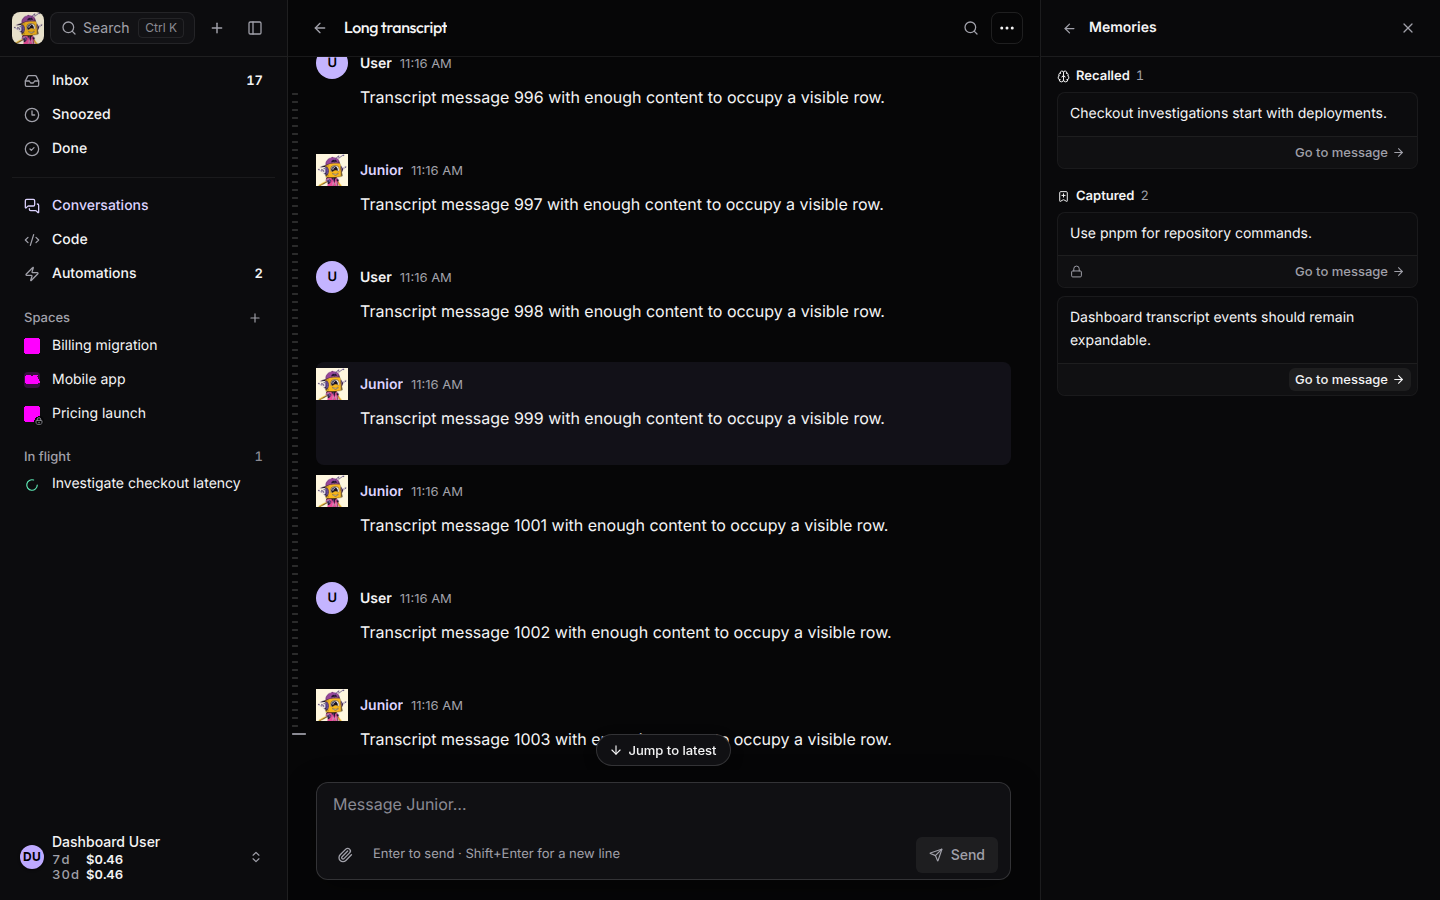 Search
Ctrl K
Inbox
17
Snoozed
Done
Conversations
Code
Automations
2
Spaces
Billing migration
Mobile app
Pricing launch
In flight
1
Investigate checkout latency
DU
Dashboard User
7d $0.46
30d $0.46
Long transcript
U
User 11:16 AM
Transcript message 996 with enough content to occupy a visible row.
Junior 11:16 AM
Transcript message 997 with enough content to occupy a visible row.
U
User 11:16 AM
Transcript message 998 with enough content to occupy a visible row.
Junior 11:16 AM
Transcript message 999 with enough content to occupy a visible row.
Junior 11:16 AM
Transcript message 1001 with enough content to occupy a visible row.
U
User 11:16 AM
Transcript message 1002 with enough content to occupy a visible row.
Junior 11:16 AM
Transcript message 1003 with occupy a visible row.
Jump to latest
Message Junior...
Enter to send · Shift+Enter for a new line
Send
Memories
Recalled 1
Checkout investigations start with deployments.
Go to message
Captured 2
Use pnpm for repository commands.
Go to message
Dashboard transcript events should remain
expandable.
Go to message